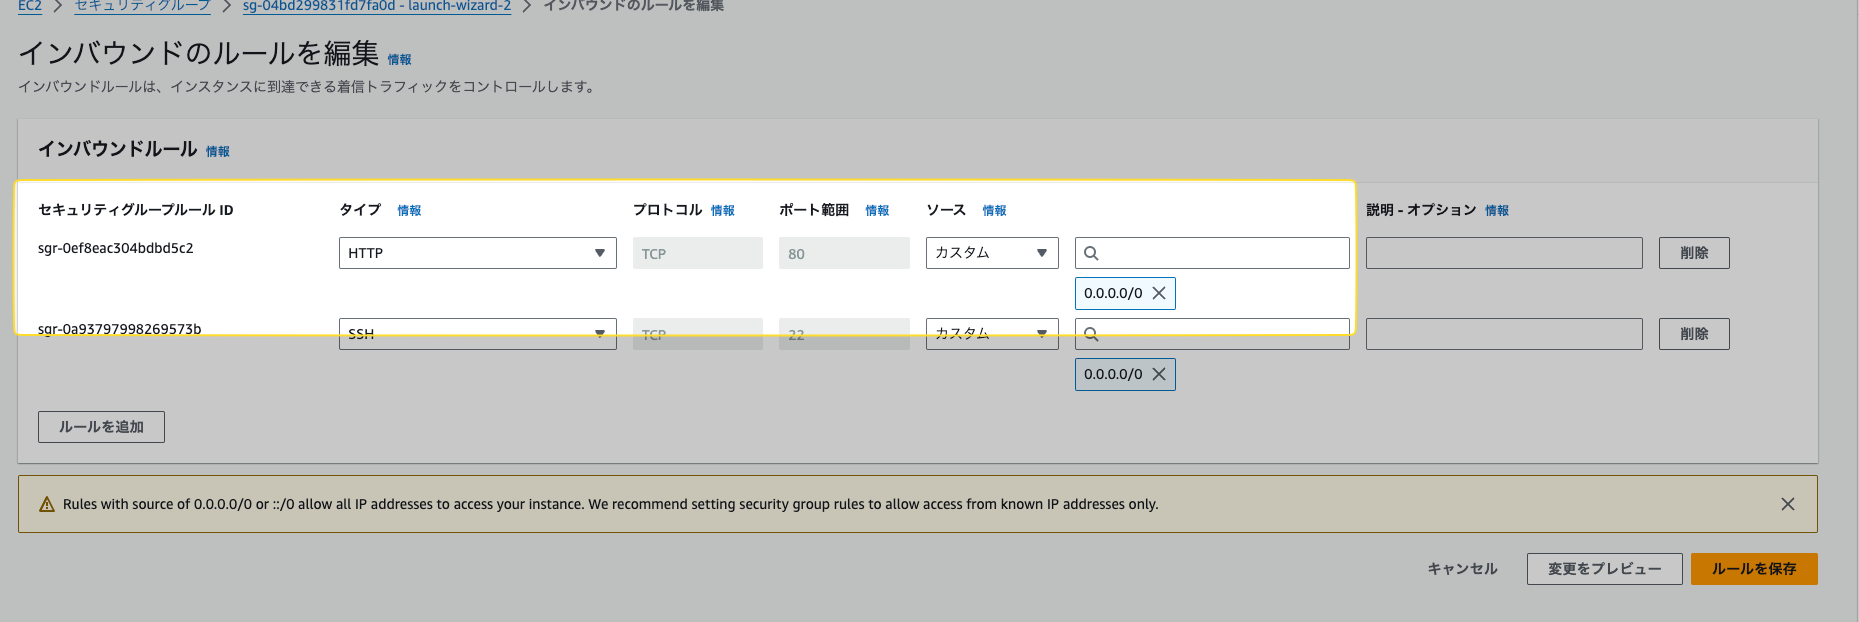 EC2 > セキュリティグループ > sg-04bd299831fd7fa0d - launch-wizard-2 > インバウンドのルールを編集
インバウンドのルールを編集 情報
インバウンドルールは、インスタンスに到達できる着信トラフィックをコントロールします。
インバウンドルール 情報
セキュリティグループルール ID タイプ 情報 プロトコル 情報 ポート範囲 情報 ソース 情報 説明 - オプション 情報
sgr-0ef8eac304bdbd5c2 HTTP TCP 80 カスタム 削除
0.0.0.0/0
sgr-0a93797998269573b SSH TCP 22 カスタム 削除
0.0.0.0/0
ルールを追加
Rules with source of 0.0.0.0/0 or ::/0 allow all IP addresses to access your instance. We recommend setting security group rules to allow access from known IP addresses only.
キャンセル 変更をプレビュー ルールを保存